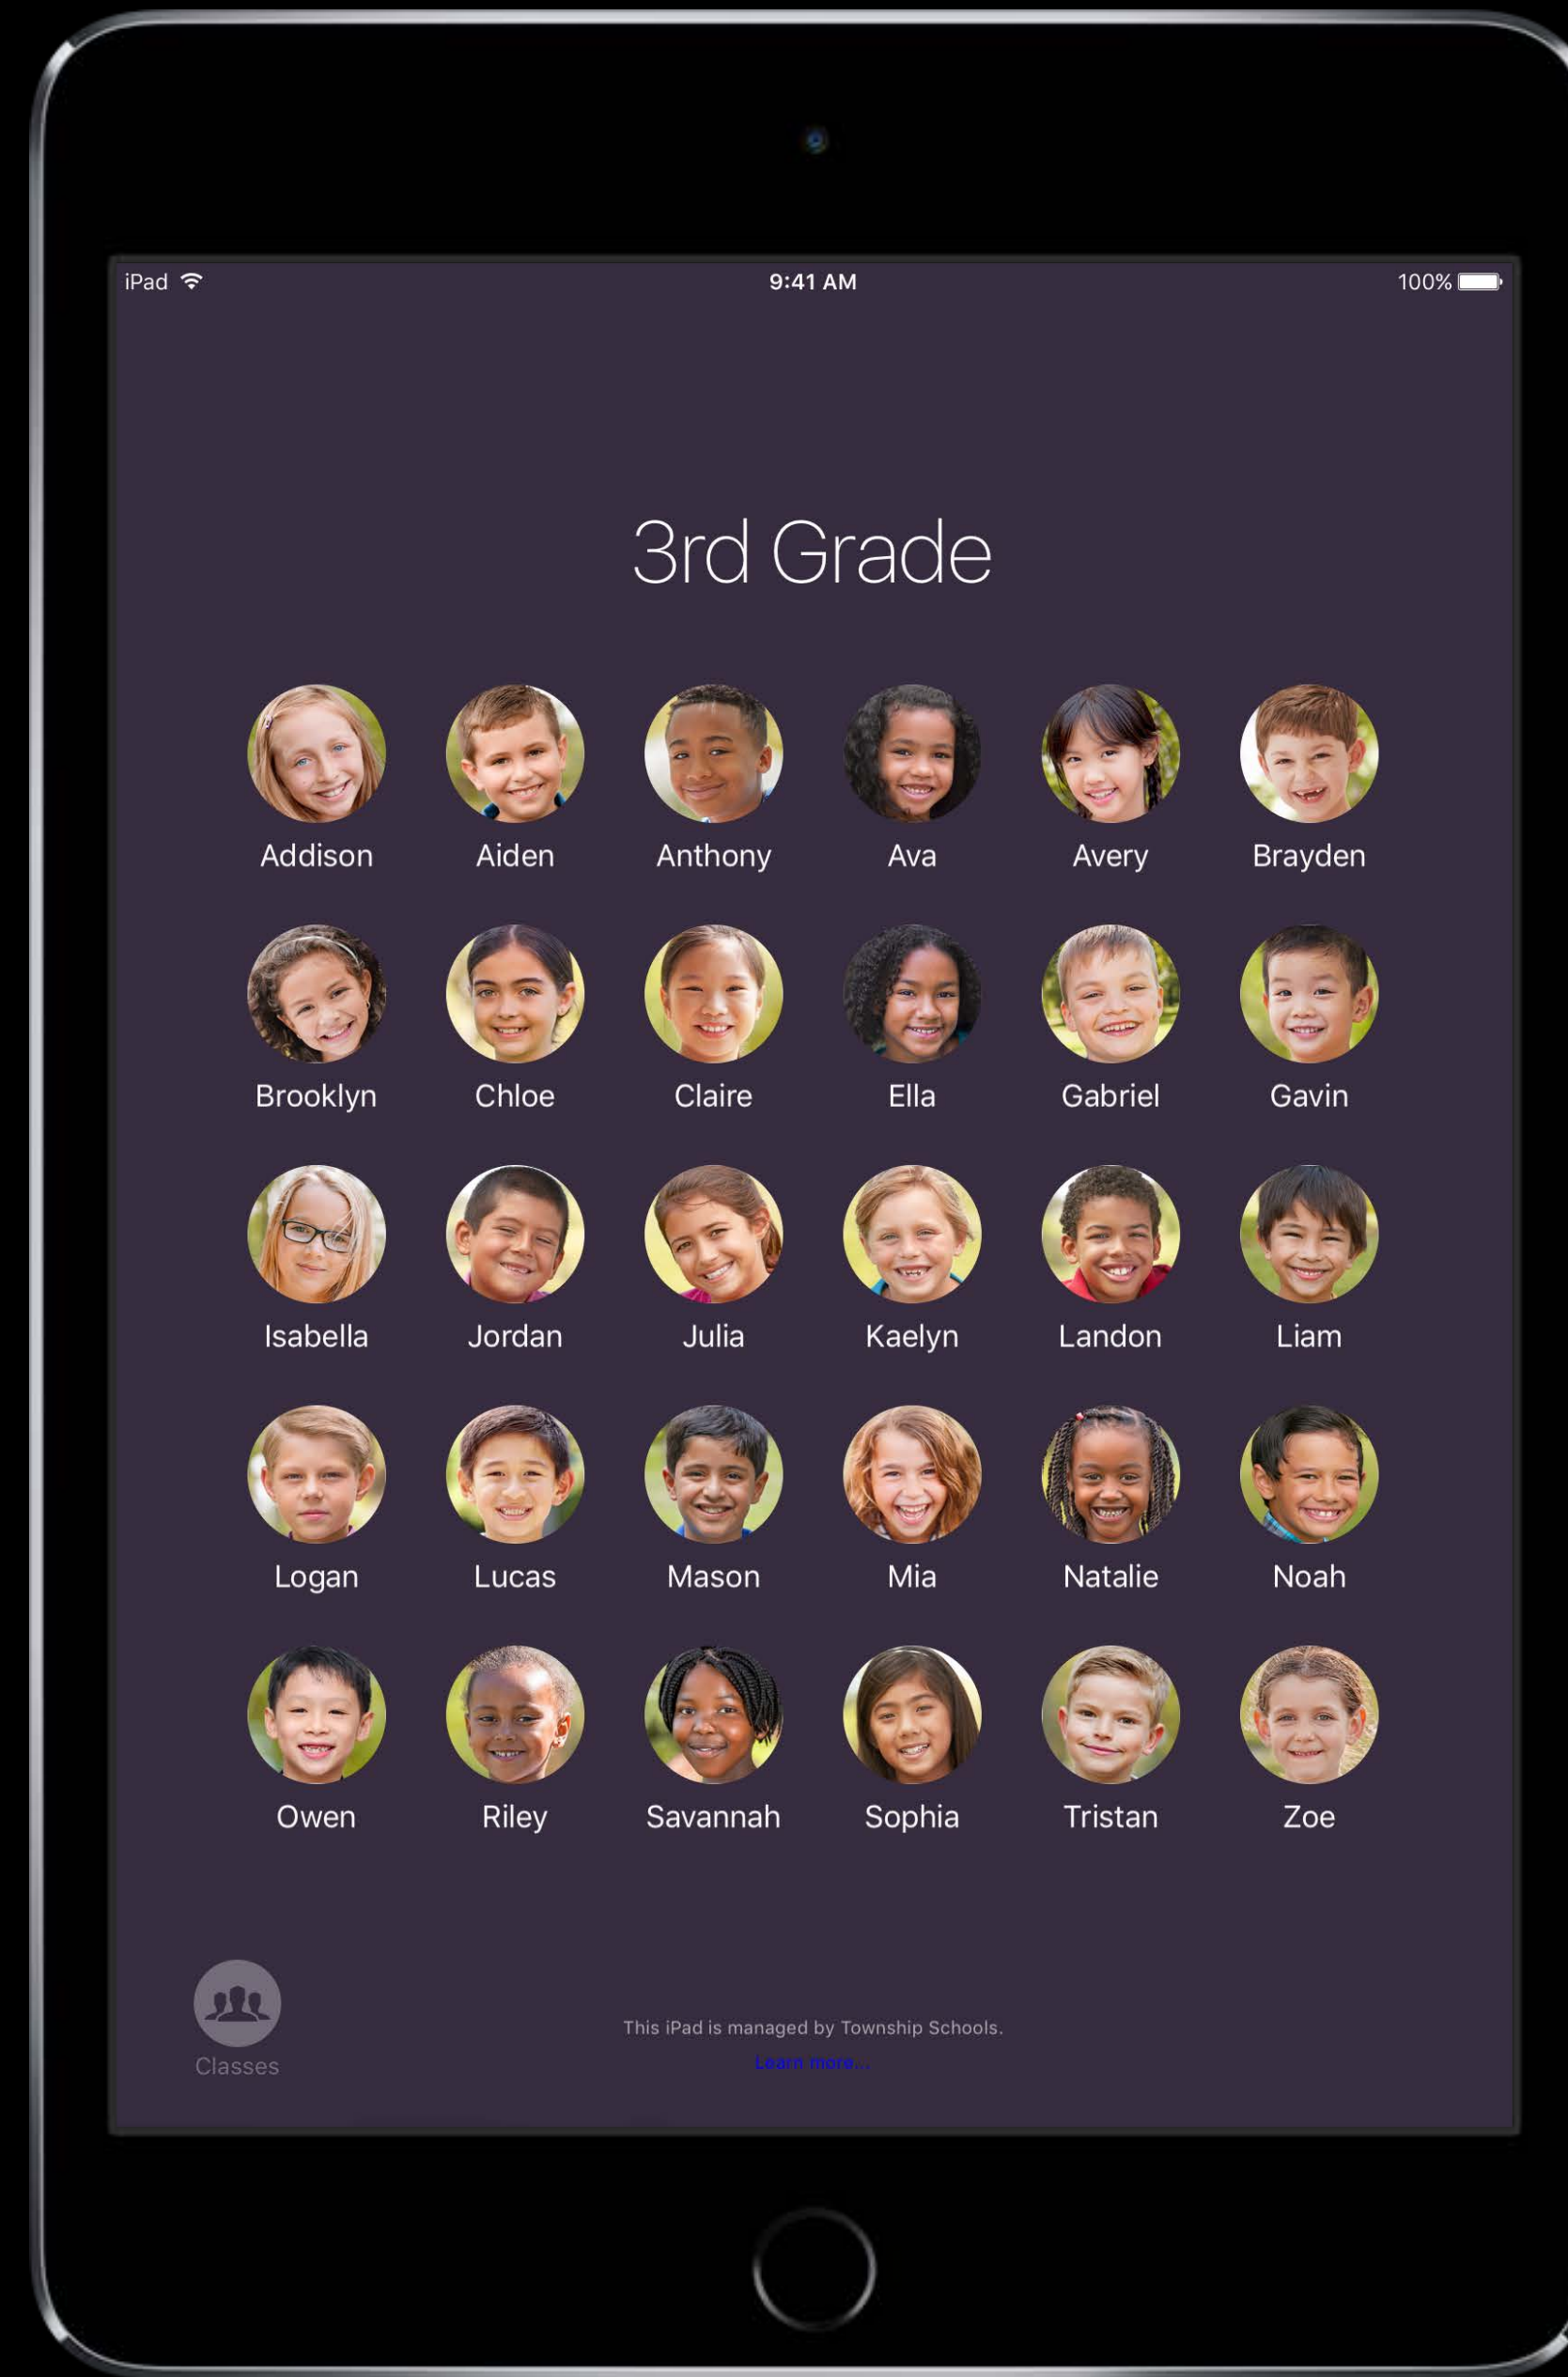 iPad 9:41 AM 100%
3rd Grade
Addison Aiden Anthony Ava Avery Brayden
Brooklyn Chloe Claire Ella Gabriel Gavin
Isabella Jordan Julia Kaelyn Landon Liam
Logan Lucas Mason Mia Natalie Noah
Owen Riley Savannah Sophia Tristan Zoe
This iPad is managed by Township Schools.
Learn more...
Classes